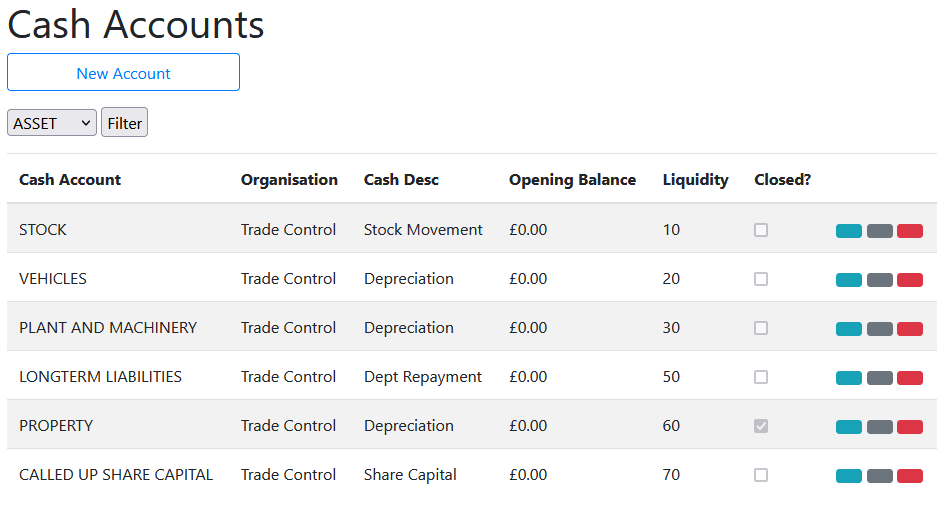 Cash Accounts
New Account
ASSET Filter
Cash Account Organisation Cash Desc Opening Balance Liquidity Closed?
STOCK Trade Control Stock Movement £0.00 10
VEHICLES Trade Control Depreciation £0.00 20
PLANT AND MACHINERY Trade Control Depreciation £0.00 30
LONGTERM LIABILITIES Trade Control Dept Repayment £0.00 50
PROPERTY Trade Control Depreciation £0.00 60
CALLED UP SHARE CAPITAL Trade Control Share Capital £0.00 70